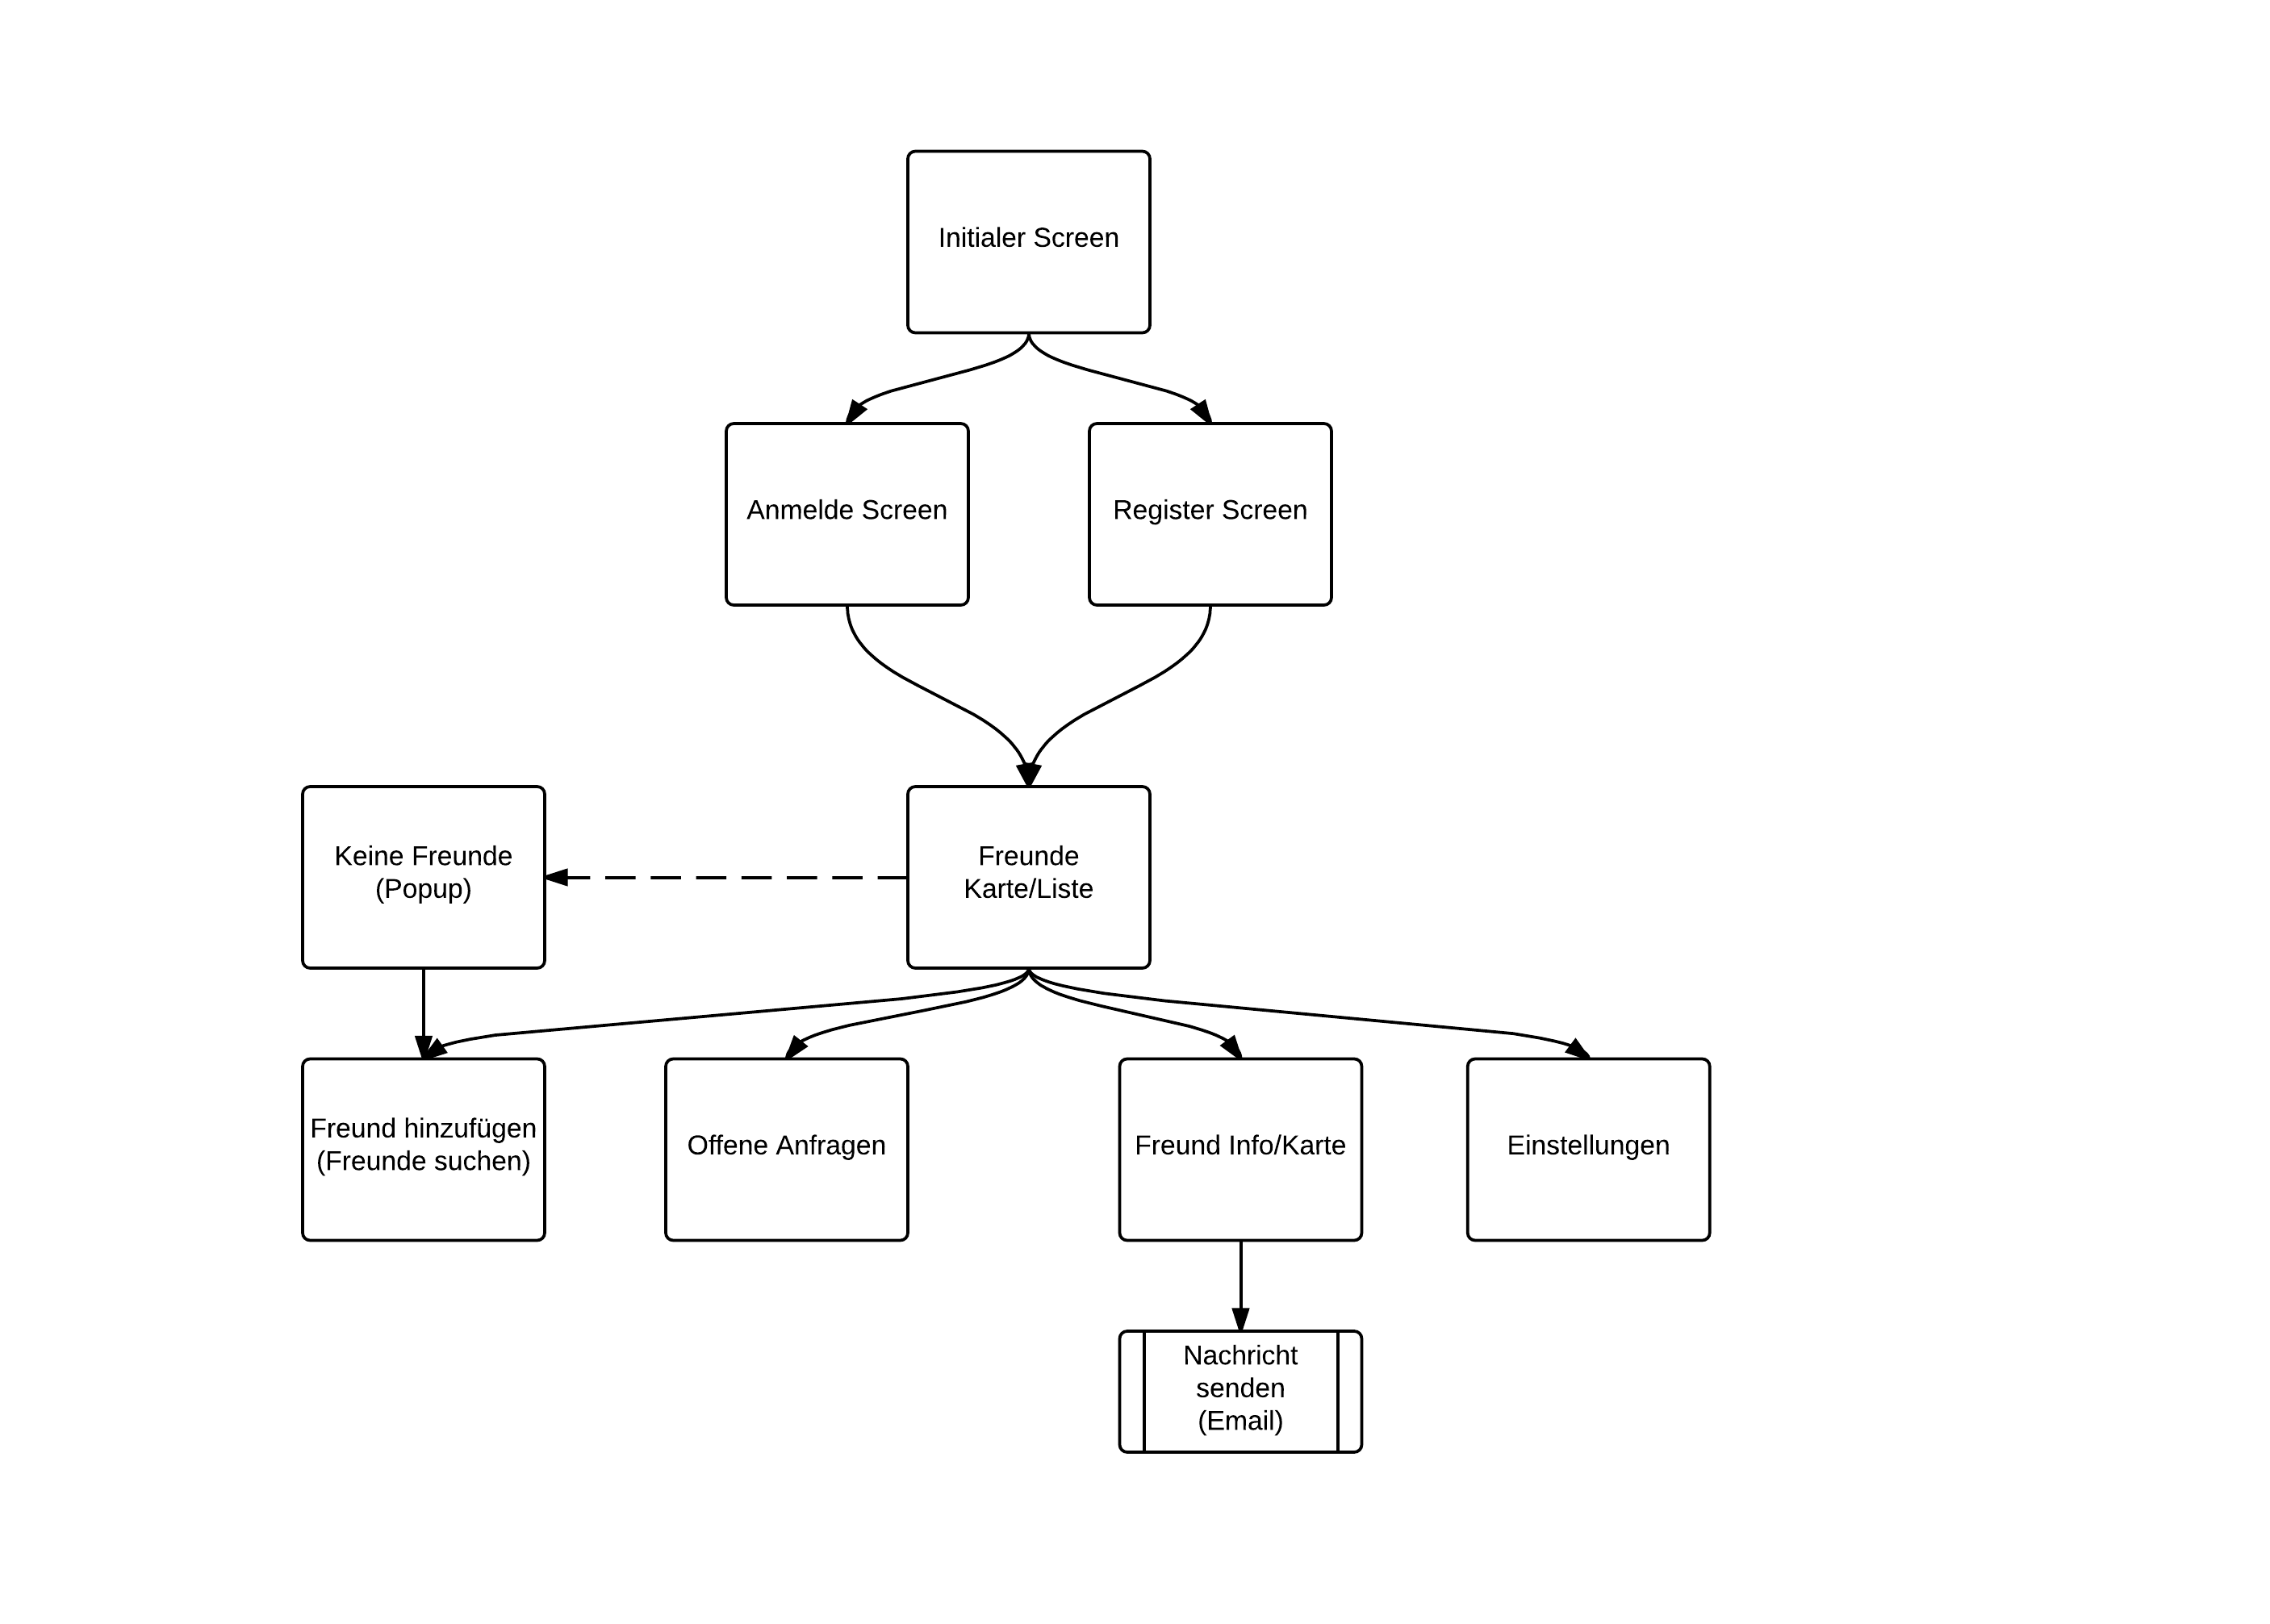 Initialer Screen
Anmelde Screen
Register Screen
Keine Freunde
(Popup)
Freunde
Karte/Liste
Freund hinzufügen
(Freunde suchen)
Offene Anfragen
Freund Info/Karte
Einstellungen
Nachricht
senden
(Email)